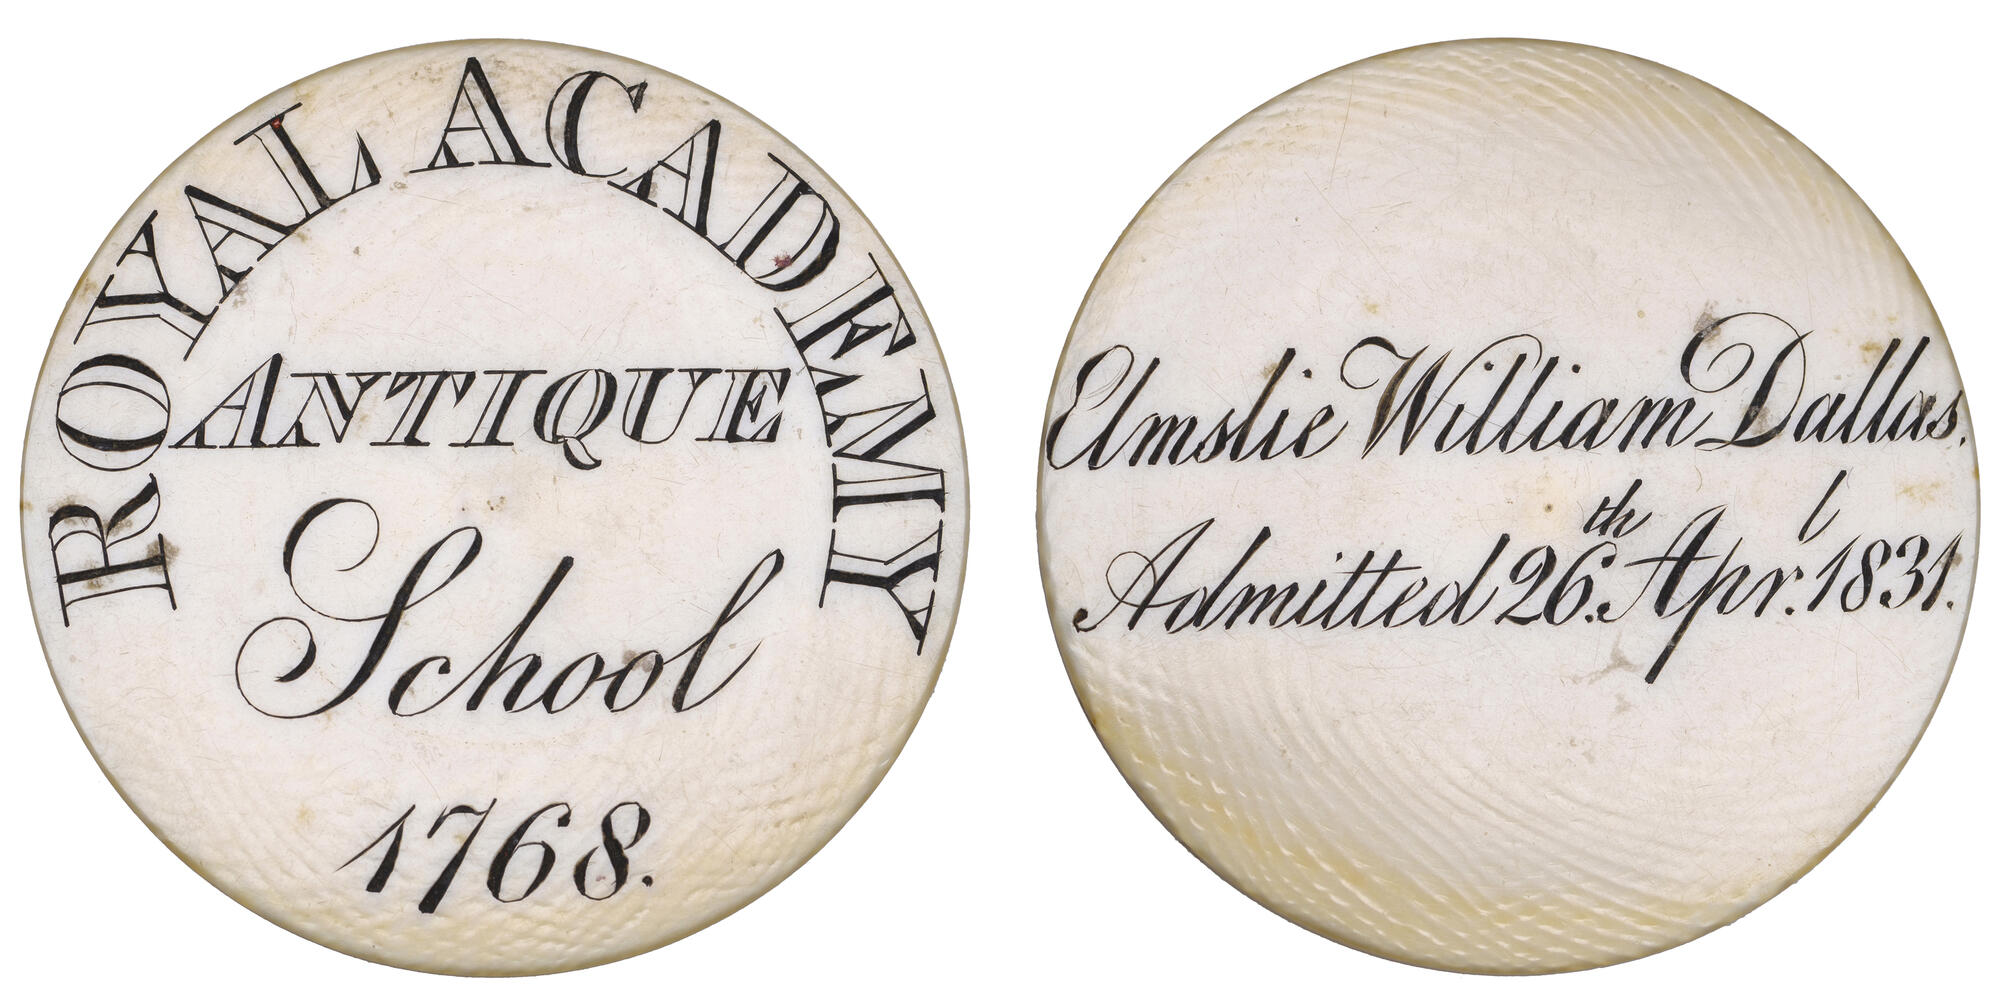 ROYAL ACADEMY
ANTIQUE
School
1768.
Elmslie William Dallas.
Admitted 26th. Aprl. 1831.